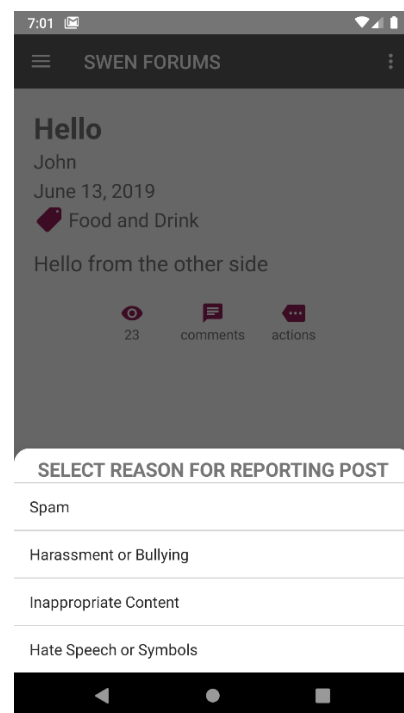 7:01
SWEN FORUMS
Hello
John
June 13, 2019
Food and Drink
Hello from the other side
23 comments actions
SELECT REASON FOR REPORTING POST
Spam
Harassment or Bullying
Inappropriate Content
Hate Speech or Symbols